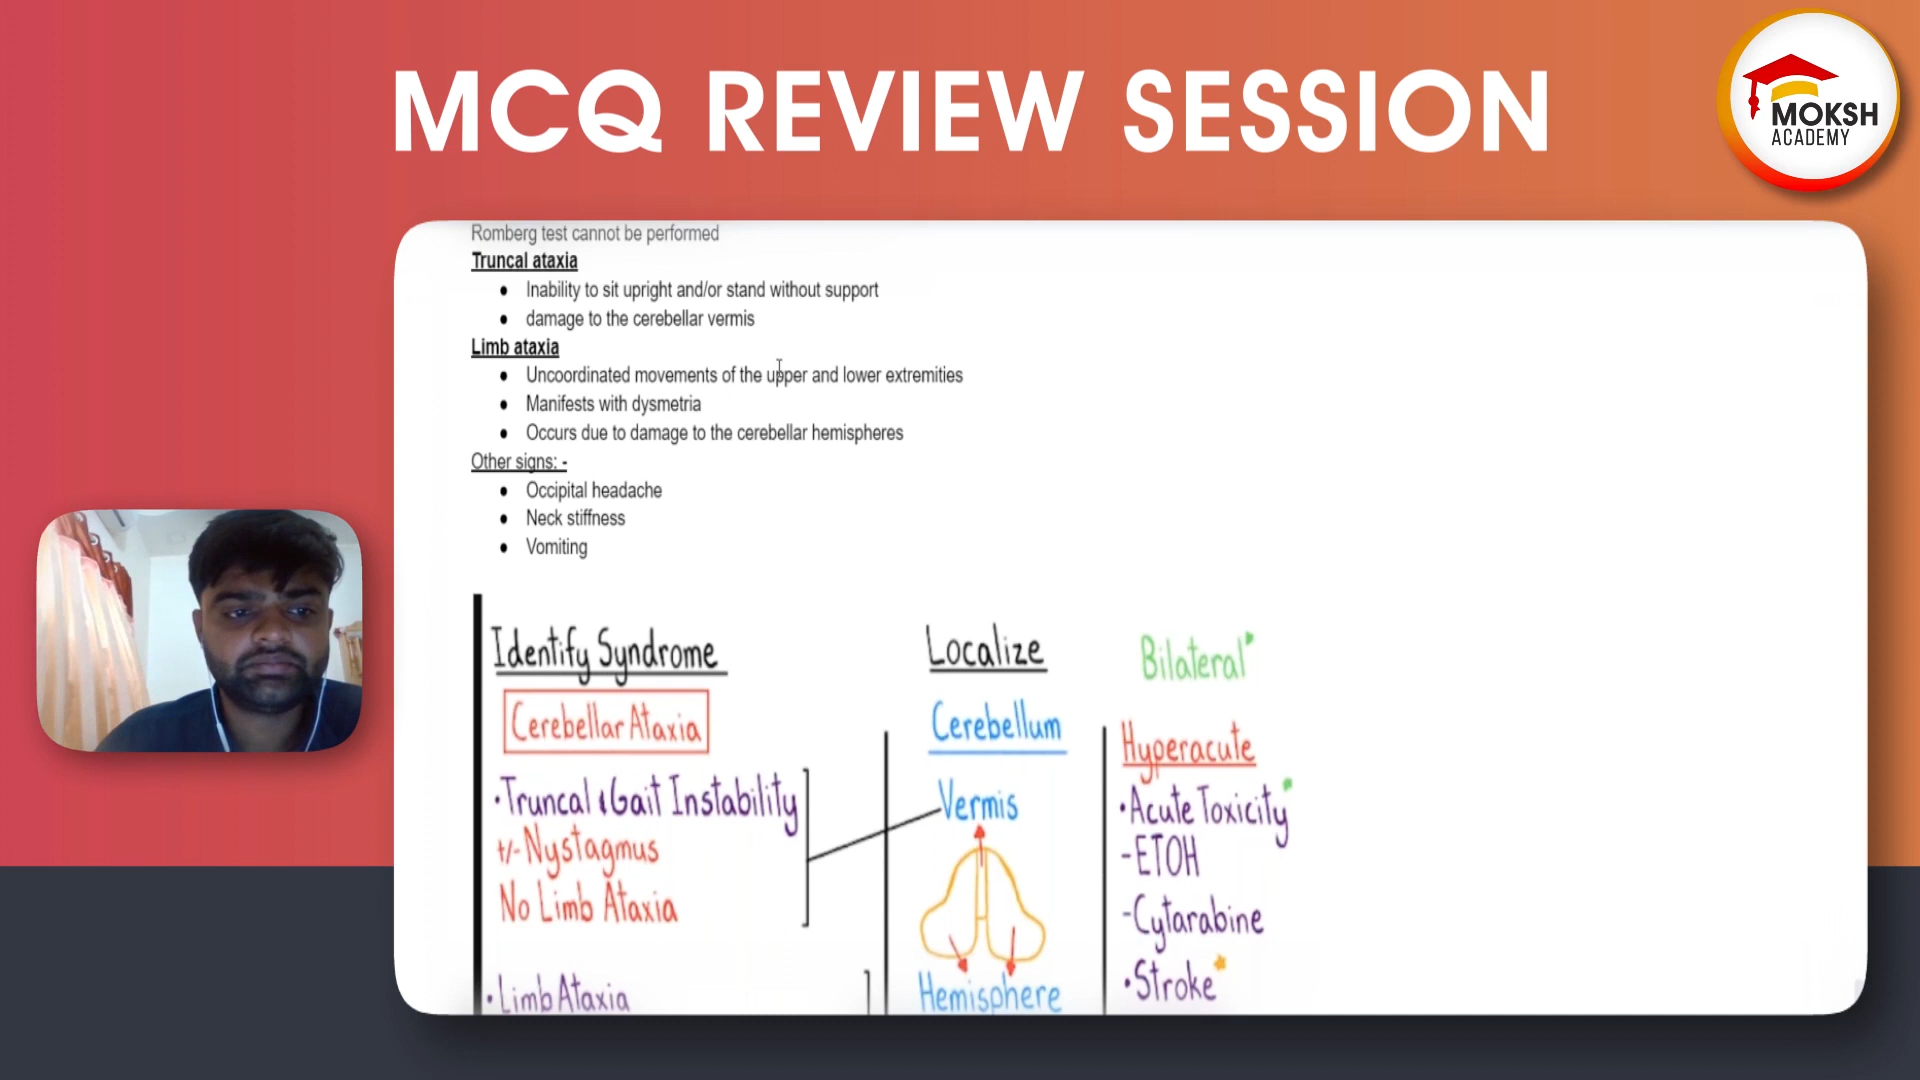 MCQ REVIEW SESSION
MOKSH
ACADEMY
Romberg test cannot be performed
Truncal ataxia
• Inability to sit upright and/or stand without support
• damage to the cerebellar vermis
Limb ataxia
• Uncoordinated movements of the upper and lower extremities
• Manifests with dysmetria
• Occurs due to damage to the cerebellar hemispheres
Other signs: -
• Occipital headache
• Neck stiffness
• Vomiting
Identify Syndrome
Cerebellar Ataxia
• Truncal & Gait Instability
+/- Nystagmus
No Limb Ataxia
• Limb Ataxia
Localize
Cerebellum
Vermis
Hemisphere
Bilateral
Hyperacute
• Acute Toxicity
- ETOH
- Cytarabine
• Stroke